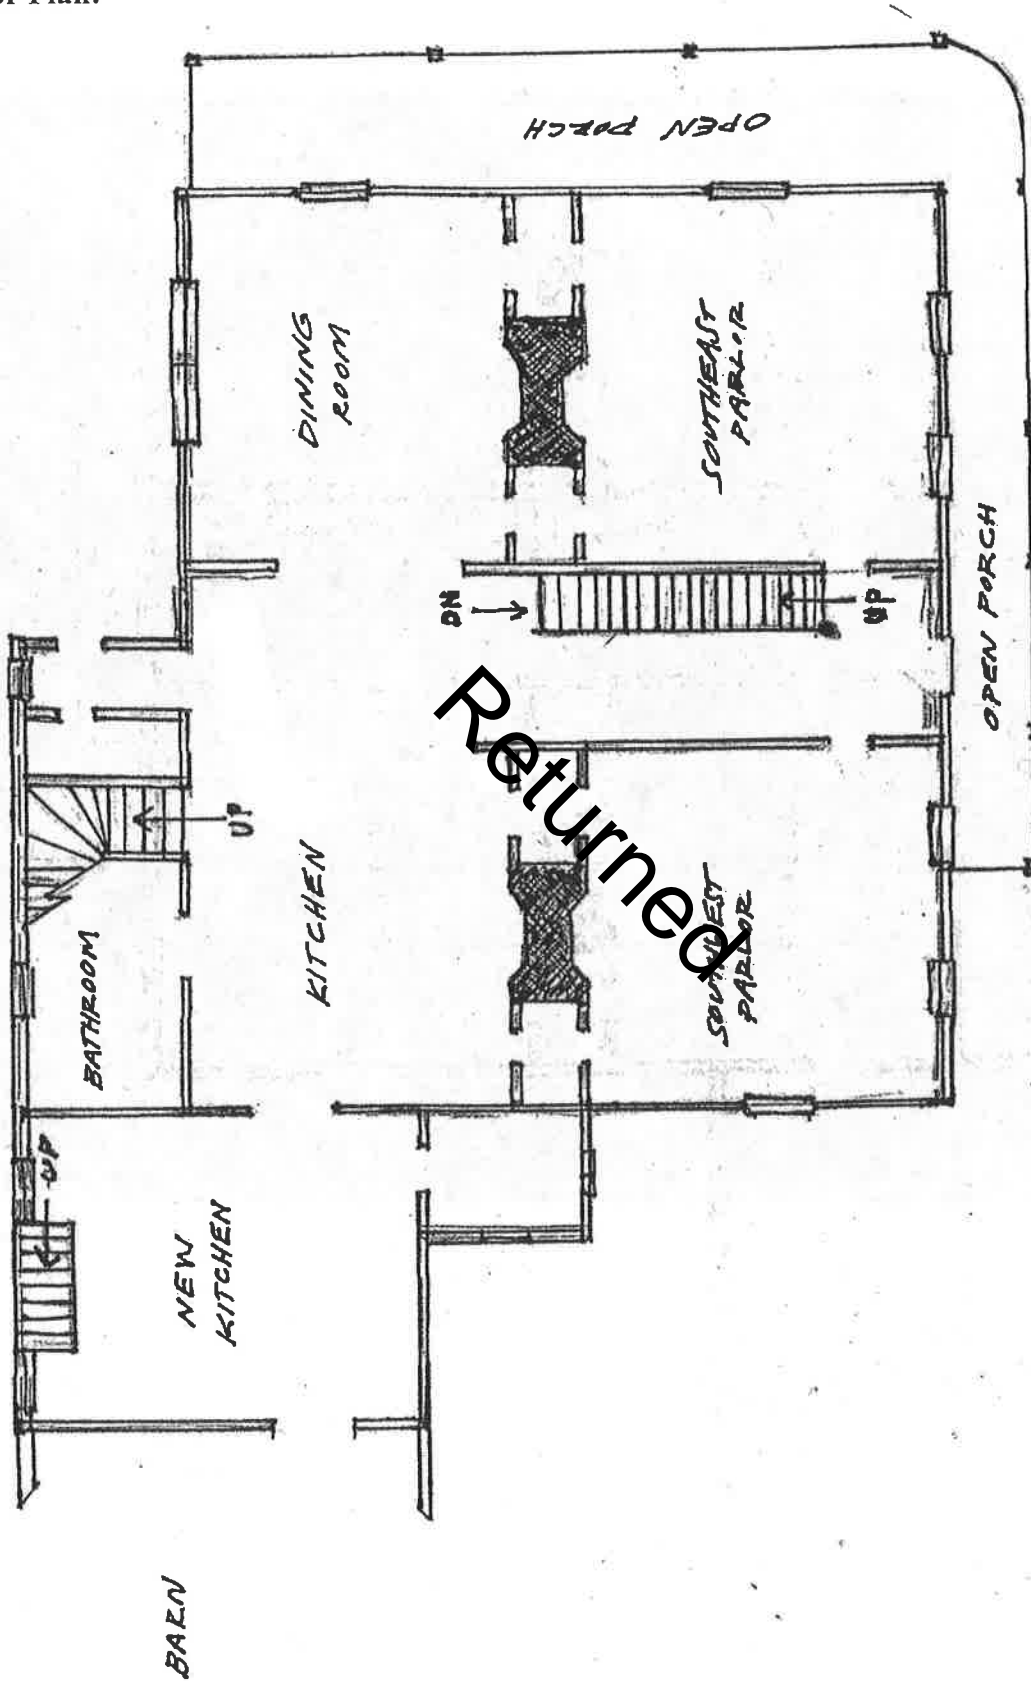 or Plan.
OPEN PORCH
DINING
ROOM
SOUTHEAST
PARLOR
OPEN PORCH
DN
UP
Returned
UP
KITCHEN
SOUTHWEST
PARLOR
BATHROOM
UP
NEW
KITCHEN
BARN